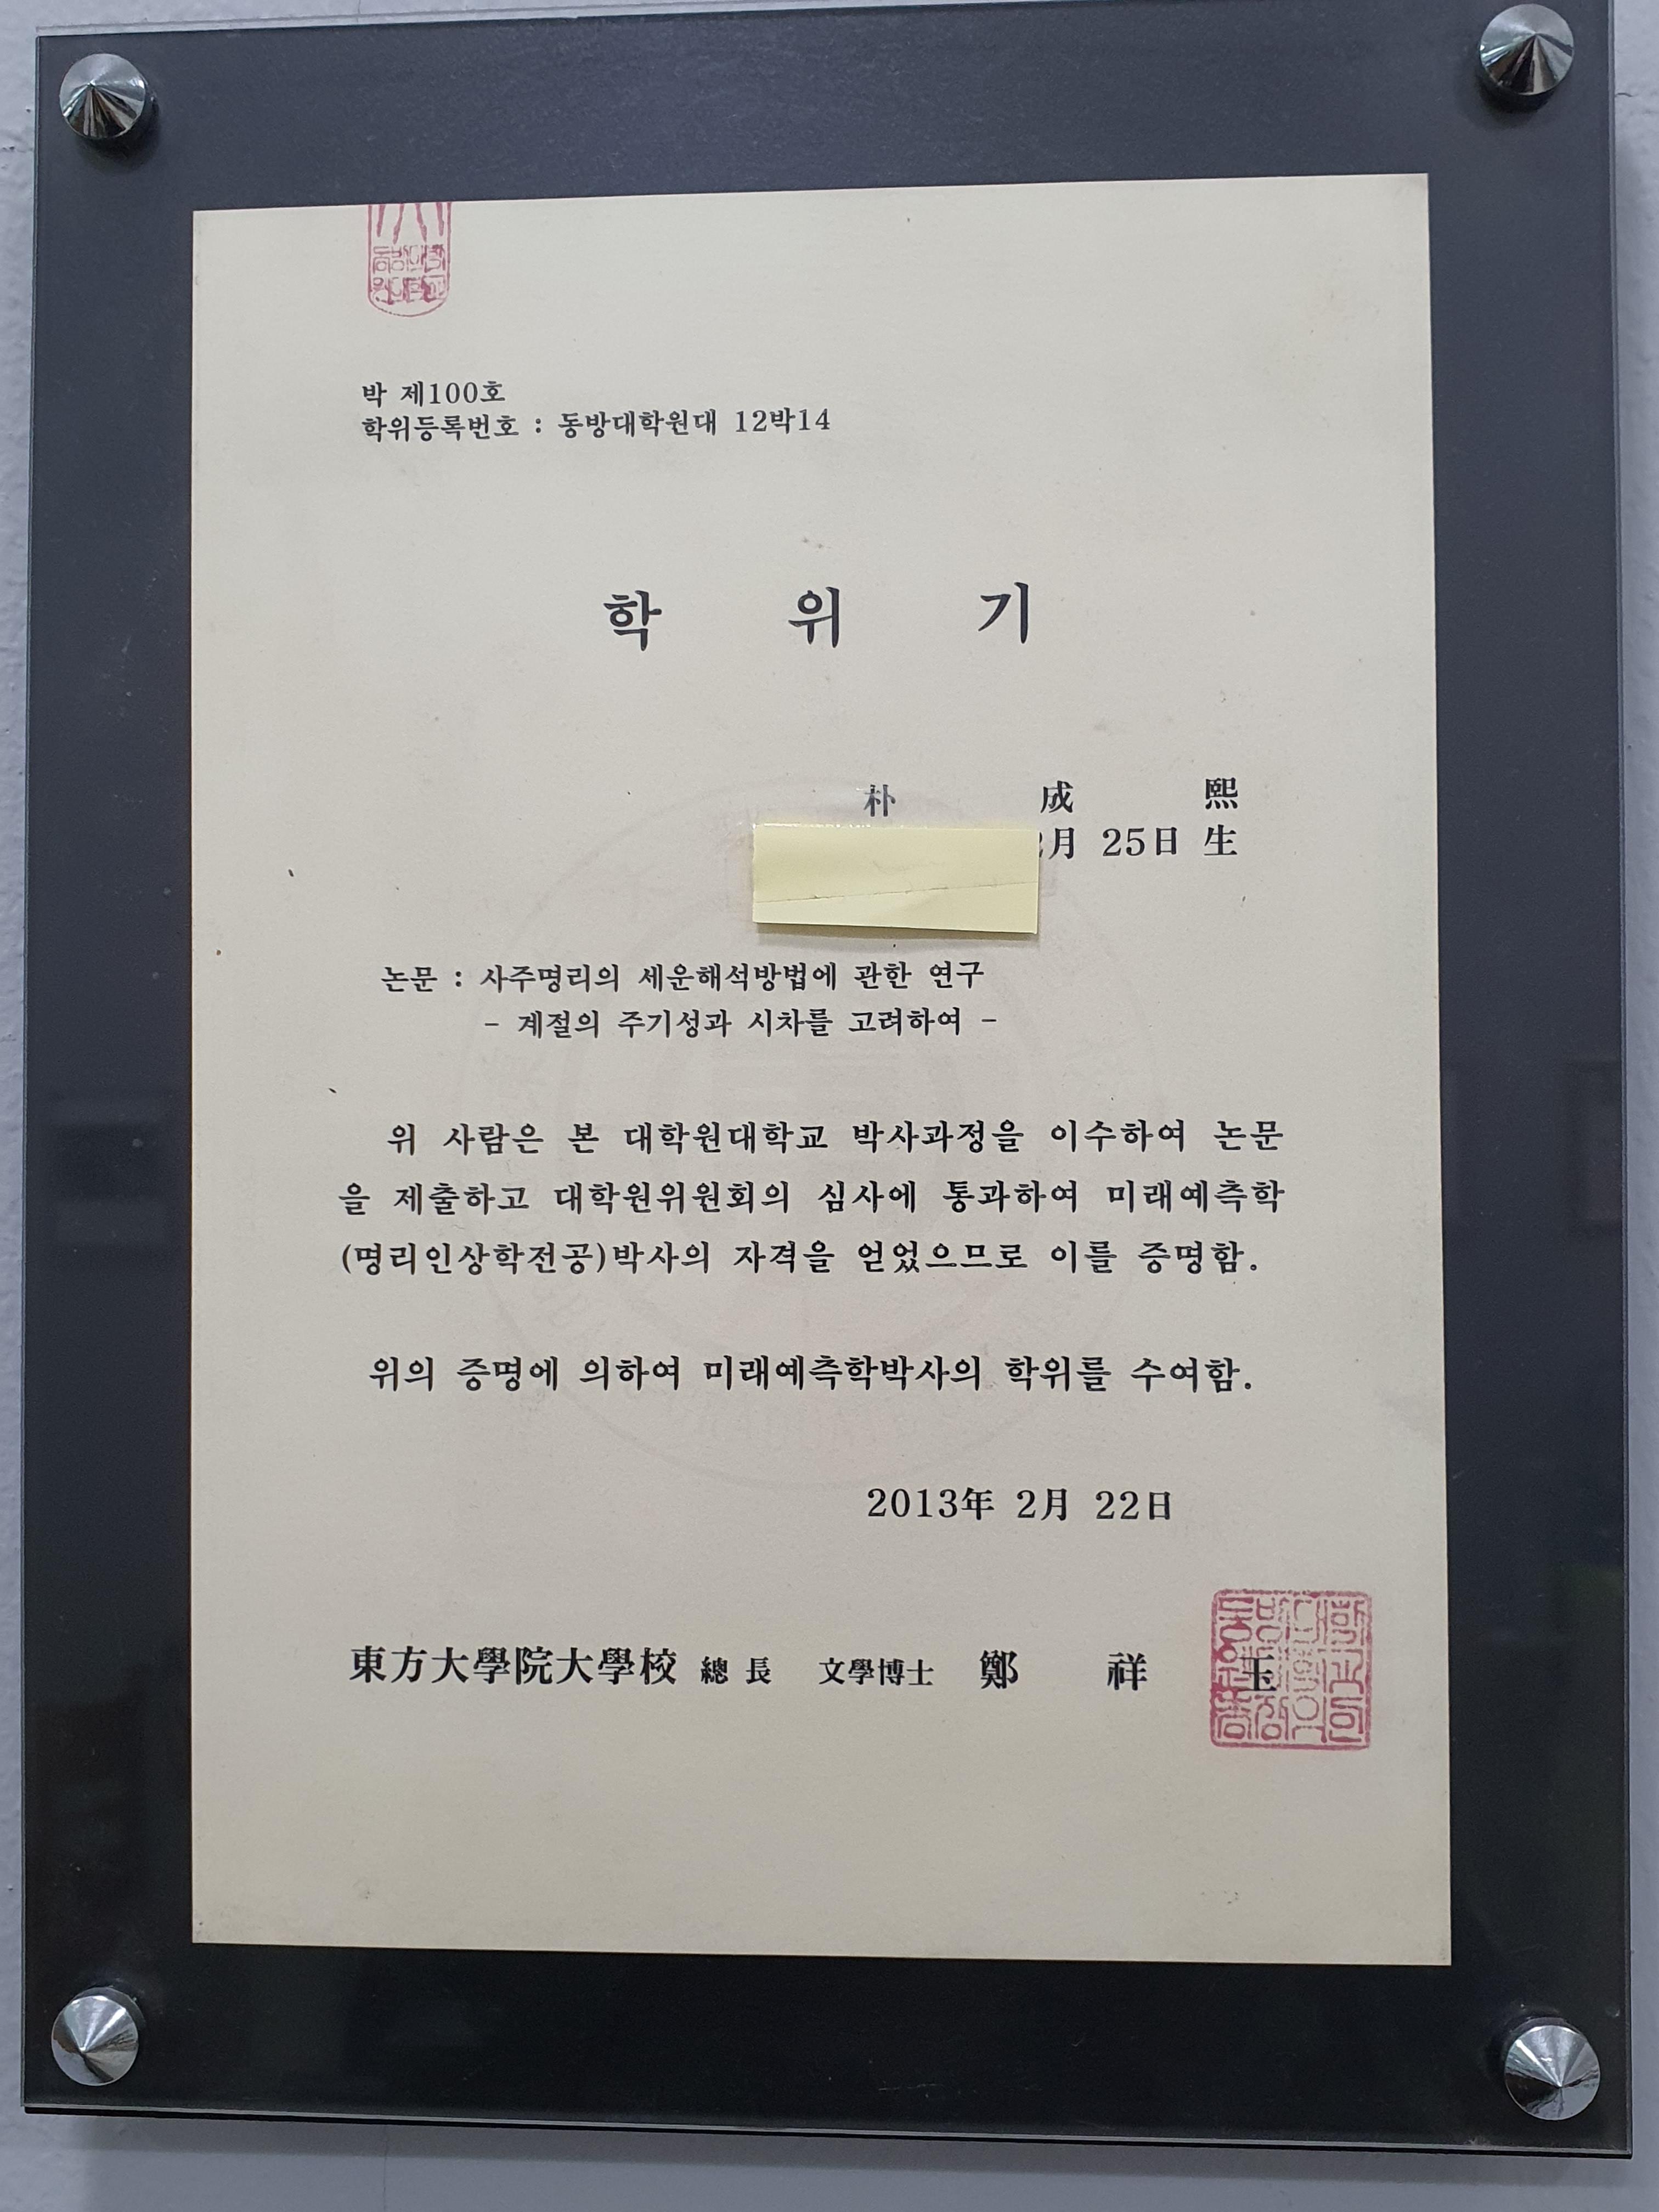 동방대학
원대학교
박 제100호
학위등록번호 : 동방대학원대 12박14
학 위 기
朴 成 熙
月 25日 生
논문 : 사주명리의 세운해석방법에 관한 연구
- 계절의 주기성과 시차를 고려하여 -
위 사람은 본 대학원대학교 박사과정을 이수하여 논문
을 제출하고 대학원위원회의 심사에 통과하여 미래예측학
(명리인상학전공)박사의 자격을 얻었으므로 이를 증명함.
위의 증명에 의하여 미래예측학박사의 학위를 수여함.
2013年 2月 22日
東方大學院大學校 總 長 文學博士 鄭 祥 玉